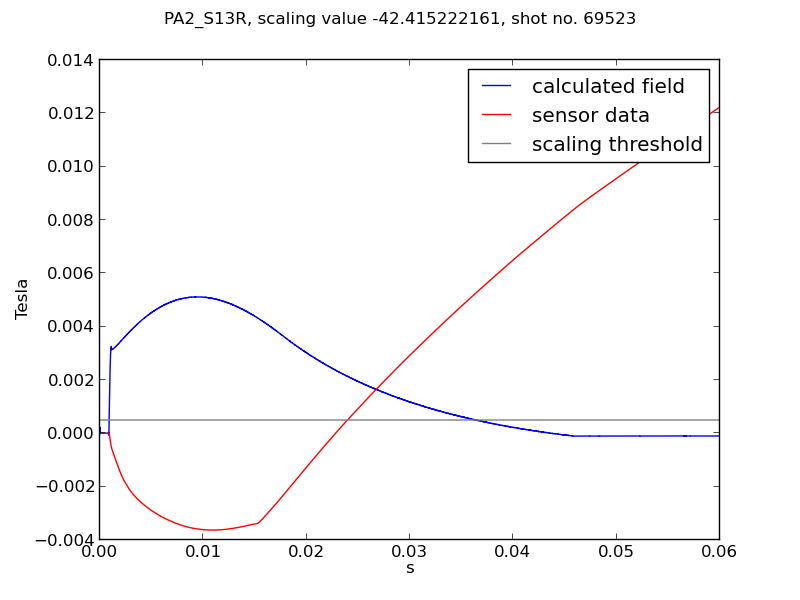 PA2_S13R, scaling value -42.415222161, shot no. 69523
calculated field
sensor data
scaling threshold
0.014
0.012
0.010
0.008
0.006
0.004
0.002
0.000
−0.002
−0.004
Tesla
0.00 0.01 0.02 0.03 0.04 0.05 0.06
s